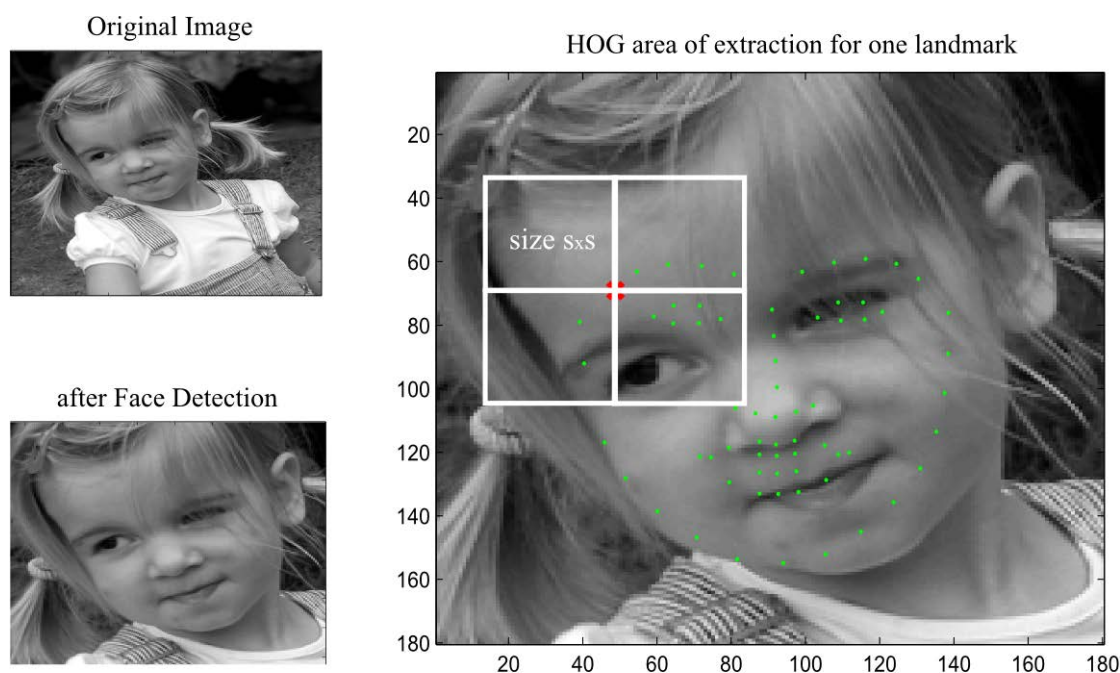 Original Image
HOG area of extraction for one landmark
size sxs
after Face Detection
20
40
60
80
100
120
140
160
180
20 40 60 80 100 120 140 160 180